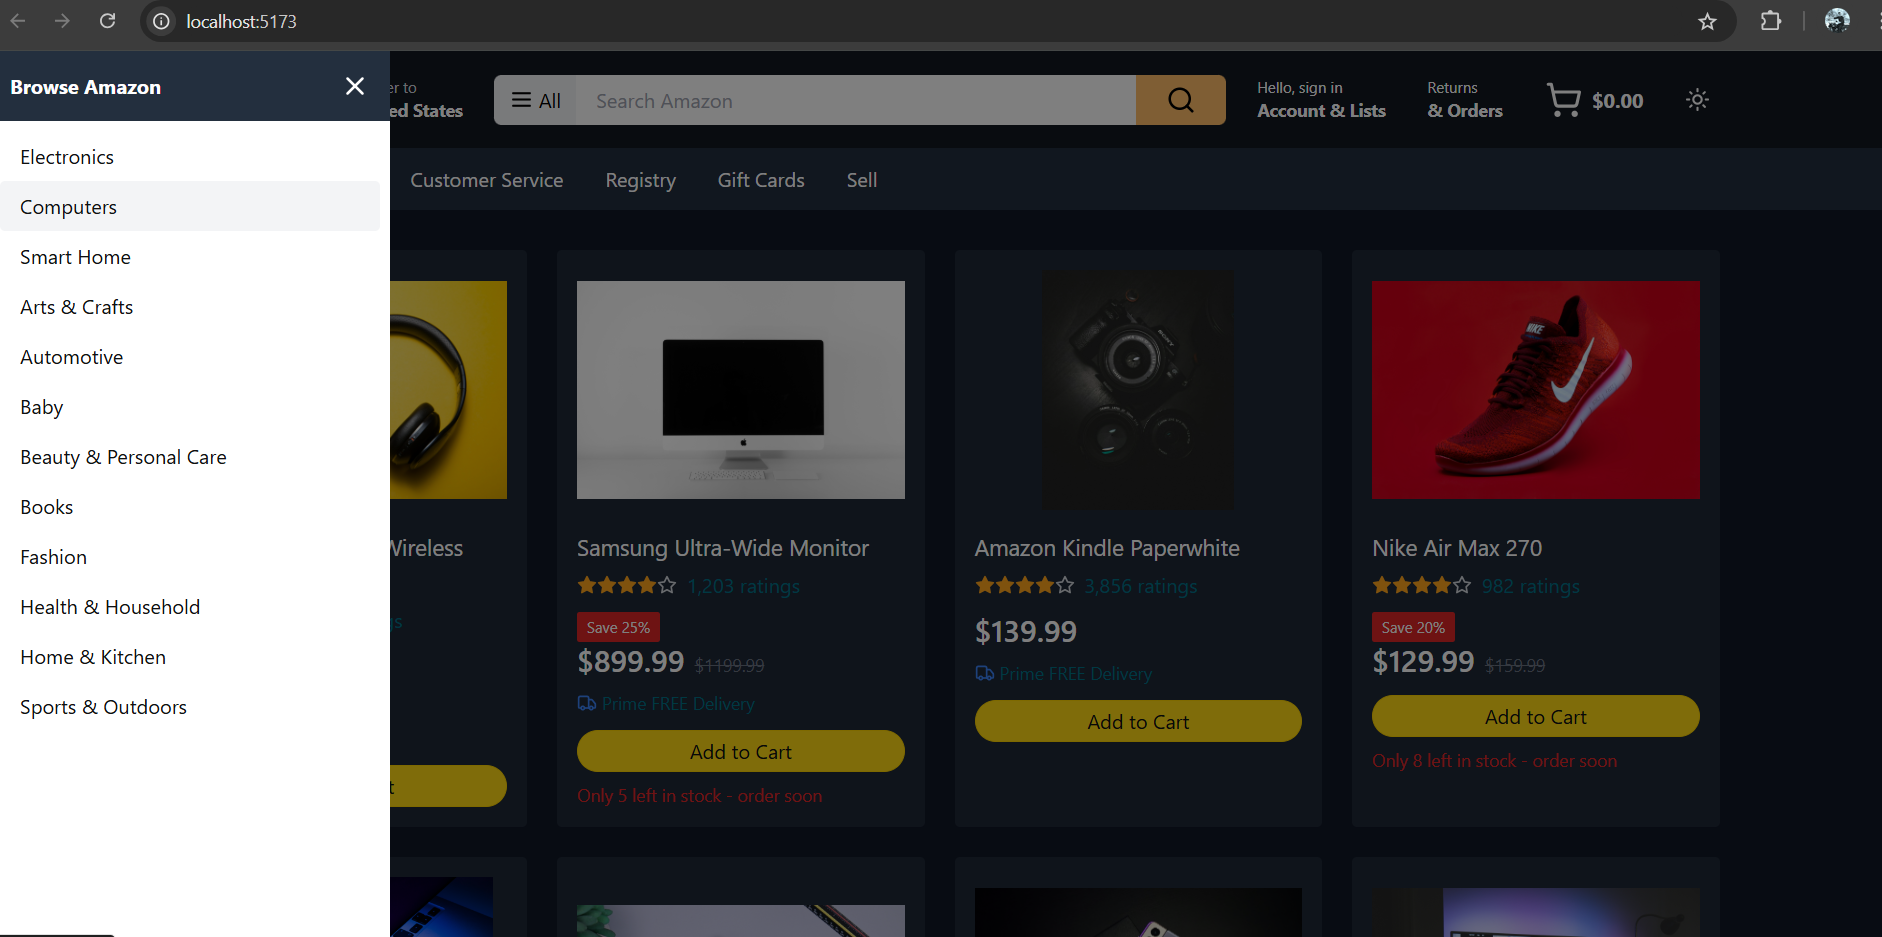 localhost:5173
Browse Amazon
er to
ed States
All
Search Amazon
Hello, sign in
Account & Lists
Returns
& Orders
$0.00
Customer Service
Registry
Gift Cards
Sell
Electronics
Computers
Smart Home
Arts & Crafts
Automotive
Baby
Beauty & Personal Care
Books
Fashion
Health & Household
Home & Kitchen
Sports & Outdoors
Wireless
gs
t
Samsung Ultra-Wide Monitor
1,203 ratings
Save 25%
$899.99 $1199.99
Prime FREE Delivery
Add to Cart
Only 5 left in stock - order soon
SONY
Amazon Kindle Paperwhite
3,856 ratings
$139.99
Prime FREE Delivery
Add to Cart
NIKE
Nike Air Max 270
982 ratings
Save 20%
$129.99 $159.99
Add to Cart
Only 8 left in stock - order soon